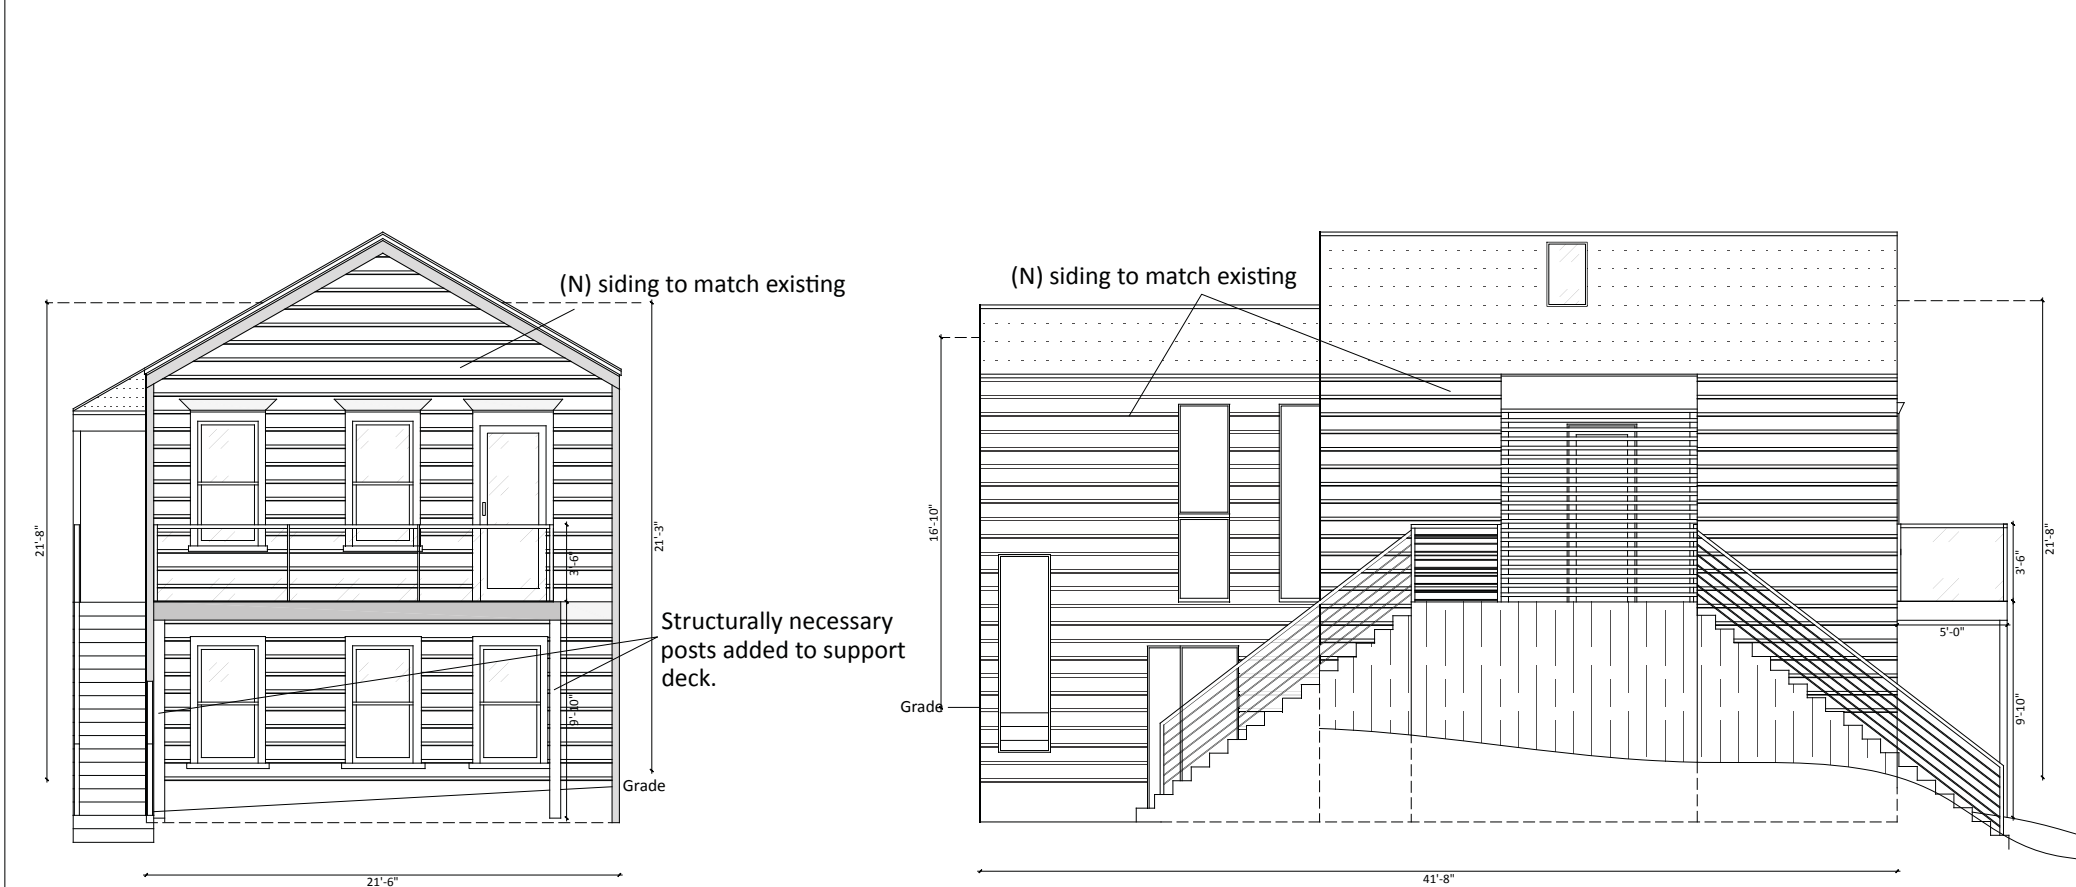 (N) siding to match existing
21'-8"
21'-3"
3'-6"
Structurally necessary
posts added to support
deck.
9'-10"
Grade
21'-6"
(N) siding to match existing
16'-10"
Grade
21'-8"
3'-6"
5'-0"
9'-10"
41'-8"